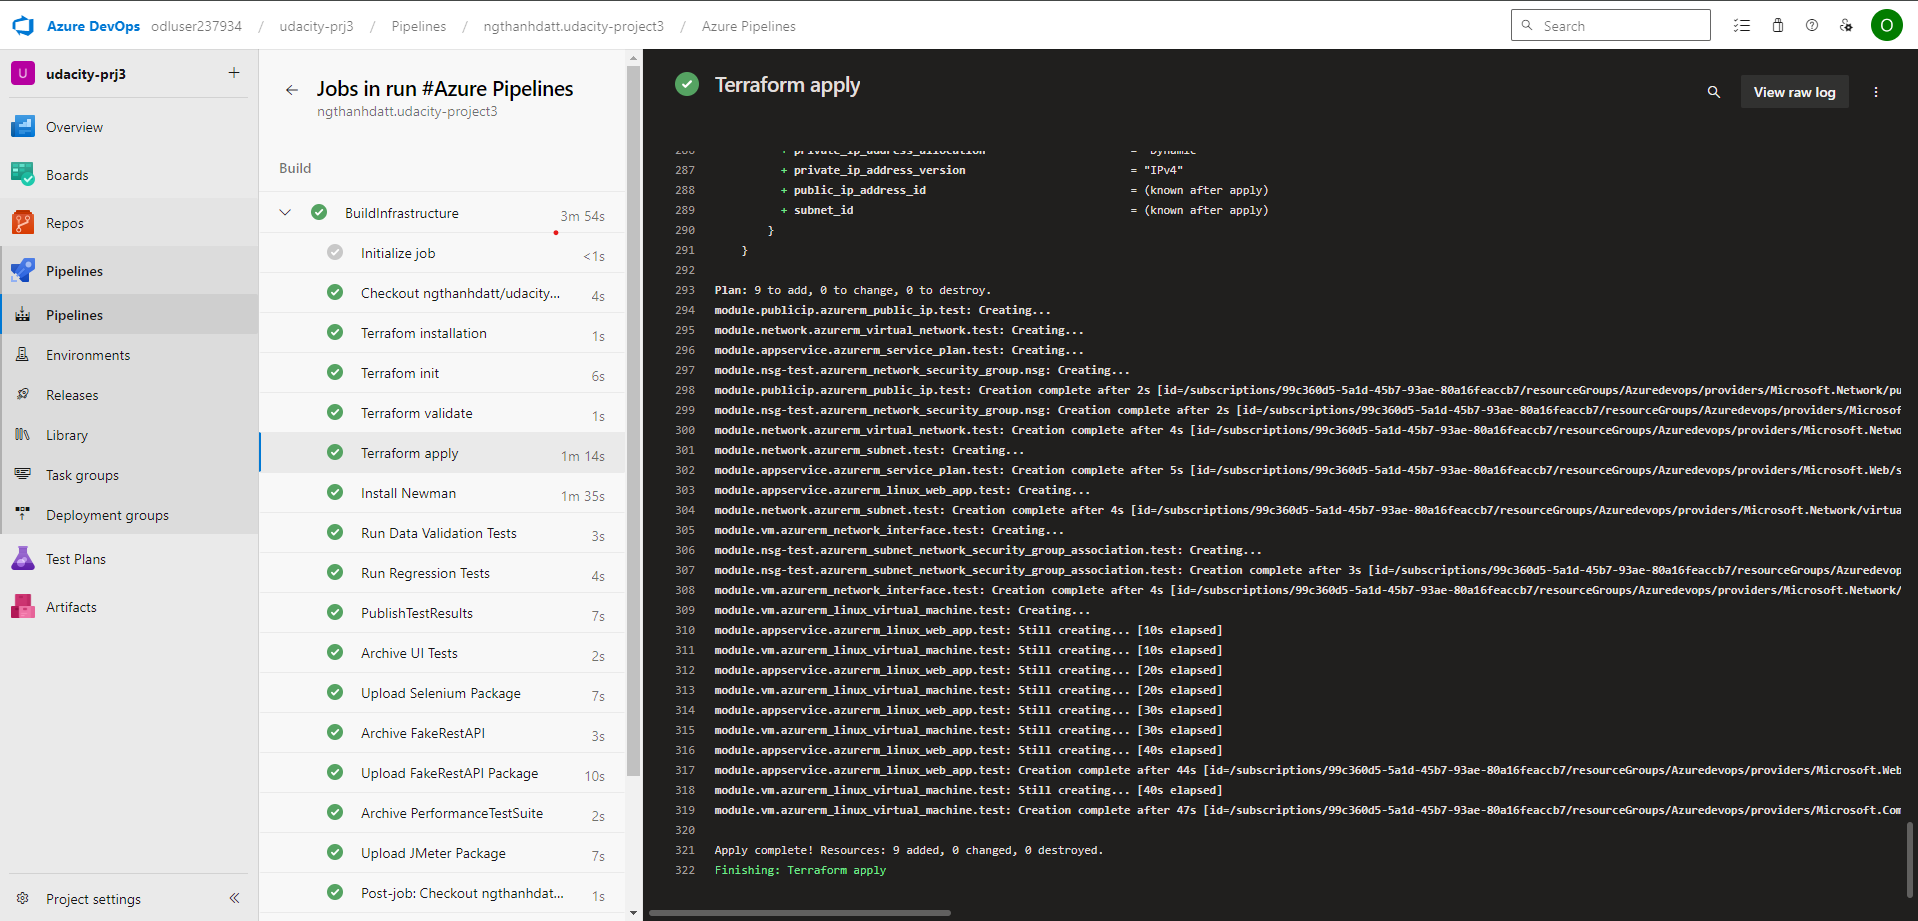 Azure DevOps odluser237934 / udacity-prj3 / Pipelines / ngthanhdatt.udacity-project3 / Azure Pipelines
Search
O
U udacity-prj3 +
Overview
Boards
Repos
Pipelines
Pipelines
Environments
Releases
Library
Task groups
Deployment groups
Test Plans
Artifacts
Project settings
Jobs in run #Azure Pipelines
ngthanhdatt.udacity-project3
Build
BuildInfrastructure 3m 54s
Initialize job <1s
Checkout ngthanhdatt/udacity... 4s
Terrafom installation 1s
Terrafom init 6s
Terraform validate 1s
Terraform apply 1m 14s
Install Newman 1m 35s
Run Data Validation Tests 3s
Run Regression Tests 4s
PublishTestResults 7s
Archive UI Tests 2s
Upload Selenium Package 7s
Archive FakeRestAPI 3s
Upload FakeRestAPI Package 10s
Archive PerformanceTestSuite 2s
Upload JMeter Package 7s
Post-job: Checkout ngthanhdat... 1s
Terraform apply
View raw log
286 + private_ip_address_allocation = "Dynamic"
287 + private_ip_address_version = "IPv4"
288 + public_ip_address_id = (known after apply)
289 + subnet_id = (known after apply)
290 }
291 }
292
293 Plan: 9 to add, 0 to change, 0 to destroy.
294 module.publicip.azurerm_public_ip.test: Creating...
295 module.network.azurerm_virtual_network.test: Creating...
296 module.appservice.azurerm_service_plan.test: Creating...
297 module.nsg-test.azurerm_network_security_group.nsg: Creating...
298 module.publicip.azurerm_public_ip.test: Creation complete after 2s [id=/subscriptions/99c360d5-5a1d-45b7-93ae-80a16feaccb7/resourceGroups/Azuredevops/providers/Microsoft.Network/pu
299 module.nsg-test.azurerm_network_security_group.nsg: Creation complete after 2s [id=/subscriptions/99c360d5-5a1d-45b7-93ae-80a16feaccb7/resourceGroups/Azuredevops/providers/Microsof
300 module.network.azurerm_virtual_network.test: Creation complete after 4s [id=/subscriptions/99c360d5-5a1d-45b7-93ae-80a16feaccb7/resourceGroups/Azuredevops/providers/Microsoft.Netwo
301 module.network.azurerm_subnet.test: Creating...
302 module.appservice.azurerm_service_plan.test: Creation complete after 5s [id=/subscriptions/99c360d5-5a1d-45b7-93ae-80a16feaccb7/resourceGroups/Azuredevops/providers/Microsoft.Web/s
303 module.appservice.azurerm_linux_web_app.test: Creating...
304 module.network.azurerm_subnet.test: Creation complete after 4s [id=/subscriptions/99c360d5-5a1d-45b7-93ae-80a16feaccb7/resourceGroups/Azuredevops/providers/Microsoft.Network/virtua
305 module.vm.azurerm_network_interface.test: Creating...
306 module.nsg-test.azurerm_subnet_network_security_group_association.test: Creating...
307 module.nsg-test.azurerm_subnet_network_security_group_association.test: Creation complete after 3s [id=/subscriptions/99c360d5-5a1d-45b7-93ae-80a16feaccb7/resourceGroups/Azuredevop
308 module.vm.azurerm_network_interface.test: Creation complete after 4s [id=/subscriptions/99c360d5-5a1d-45b7-93ae-80a16feaccb7/resourceGroups/Azuredevops/providers/Microsoft.Network/
309 module.vm.azurerm_linux_virtual_machine.test: Creating...
310 module.appservice.azurerm_linux_web_app.test: Still creating... [10s elapsed]
311 module.vm.azurerm_linux_virtual_machine.test: Still creating... [10s elapsed]
312 module.appservice.azurerm_linux_web_app.test: Still creating... [20s elapsed]
313 module.vm.azurerm_linux_virtual_machine.test: Still creating... [20s elapsed]
314 module.appservice.azurerm_linux_web_app.test: Still creating... [30s elapsed]
315 module.vm.azurerm_linux_virtual_machine.test: Still creating... [30s elapsed]
316 module.appservice.azurerm_linux_web_app.test: Still creating... [40s elapsed]
317 module.appservice.azurerm_linux_web_app.test: Creation complete after 44s [id=/subscriptions/99c360d5-5a1d-45b7-93ae-80a16feaccb7/resourceGroups/Azuredevops/providers/Microsoft.Web
318 module.vm.azurerm_linux_virtual_machine.test: Still creating... [40s elapsed]
319 module.vm.azurerm_linux_virtual_machine.test: Creation complete after 47s [id=/subscriptions/99c360d5-5a1d-45b7-93ae-80a16feaccb7/resourceGroups/Azuredevops/providers/Microsoft.Com
320
321 Apply complete! Resources: 9 added, 0 changed, 0 destroyed.
322 Finishing: Terraform apply